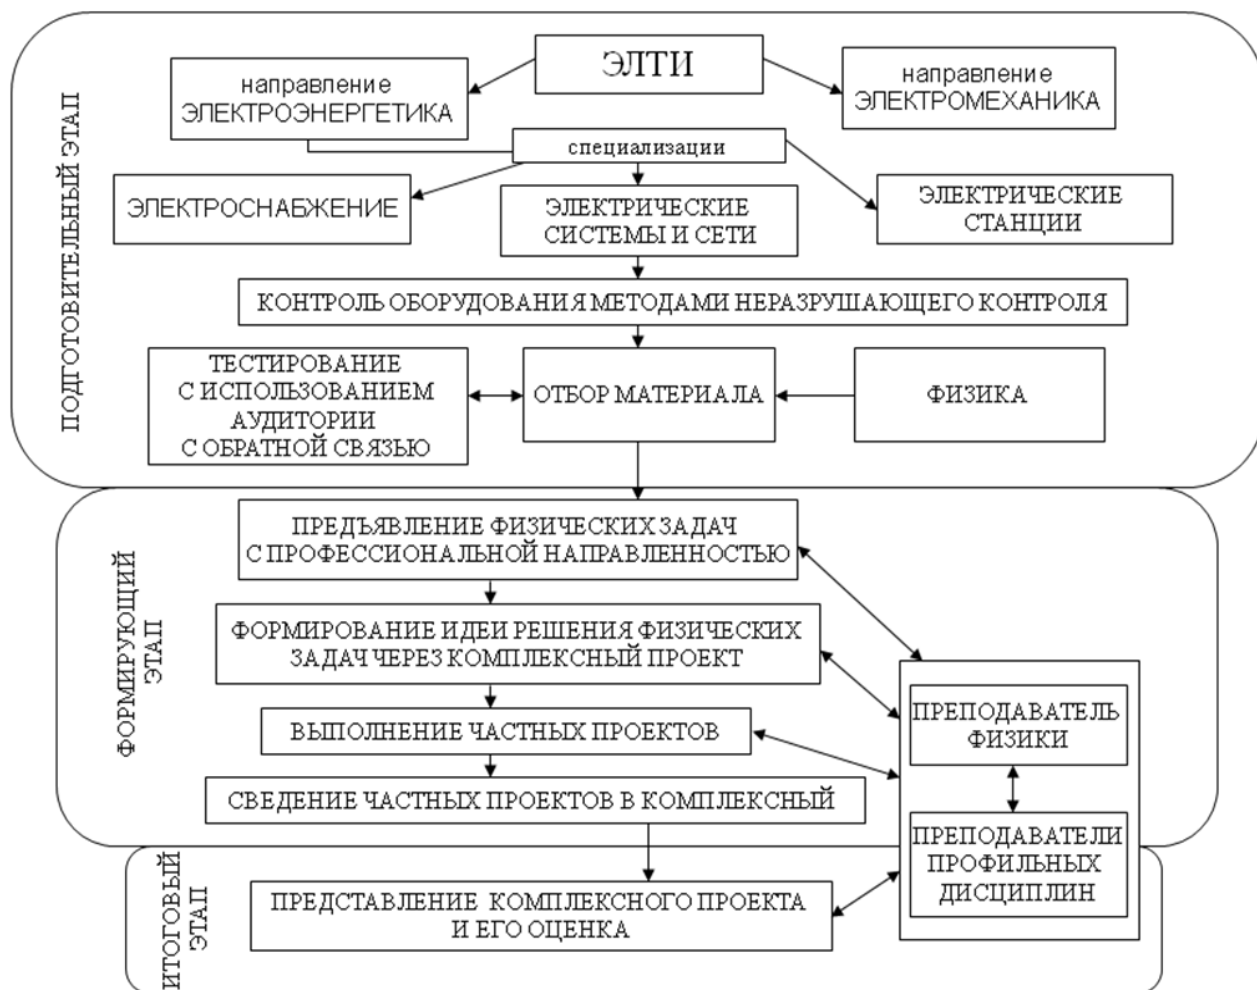 ПОДГОТОВИТЕЛЬНЫЙ ЭТАП
ЭЛТИ
направление
ЭЛЕКТРОЭНЕРГЕТИКА
направление
ЭЛЕКТРОМЕХАНИКА
специализации
ЭЛЕКТРОСНАБЖЕНИЕ
ЭЛЕКТРИЧЕСКИЕ
СИСТЕМЫ И СЕТИ
ЭЛЕКТРИЧЕСКИЕ
СТАНЦИИ
КОНТРОЛЬ ОБОРУДОВАНИЯ МЕТОДАМИ НЕРАЗРУШАЮЩЕГО КОНТРОЛЯ
ТЕСТИРОВАНИЕ
С ИСПОЛЬЗОВАНИЕМ
АУДИТОРИИ
С ОБРАТНОЙ СВЯЗЬЮ
ОТБОР МАТЕРИАЛА
ФИЗИКА
ФОРМИРУЮЩИЙ
ЭТАП
ПРЕДЪЯВЛЕНИЕ ФИЗИЧЕСКИХ ЗАДАЧ
С ПРОФЕССИОНАЛЬНОЙ НАПРАВЛЕННОСТЬЮ
ФОРМИРОВАНИЕ ИДЕИ РЕШЕНИЯ ФИЗИЧЕСКИХ
ЗАДАЧ ЧЕРЕЗ КОМПЛЕКСНЫЙ ПРОЕКТ
ВЫПОЛНЕНИЕ ЧАСТНЫХ ПРОЕКТОВ
СВЕДЕНИЕ ЧАСТНЫХ ПРОЕКТОВ В КОМПЛЕКСНЫЙ
ПРЕПОДАВАТЕЛЬ
ФИЗИКИ
ПРЕПОДАВАТЕЛИ
ПРОФИЛЬНЫХ
ДИСЦИПЛИН
ИТОГОВЫЙ
ЭТАП
ПРЕДСТАВЛЕНИЕ КОМПЛЕКСНОГО ПРОЕКТА
И ЕГО ОЦЕНКА